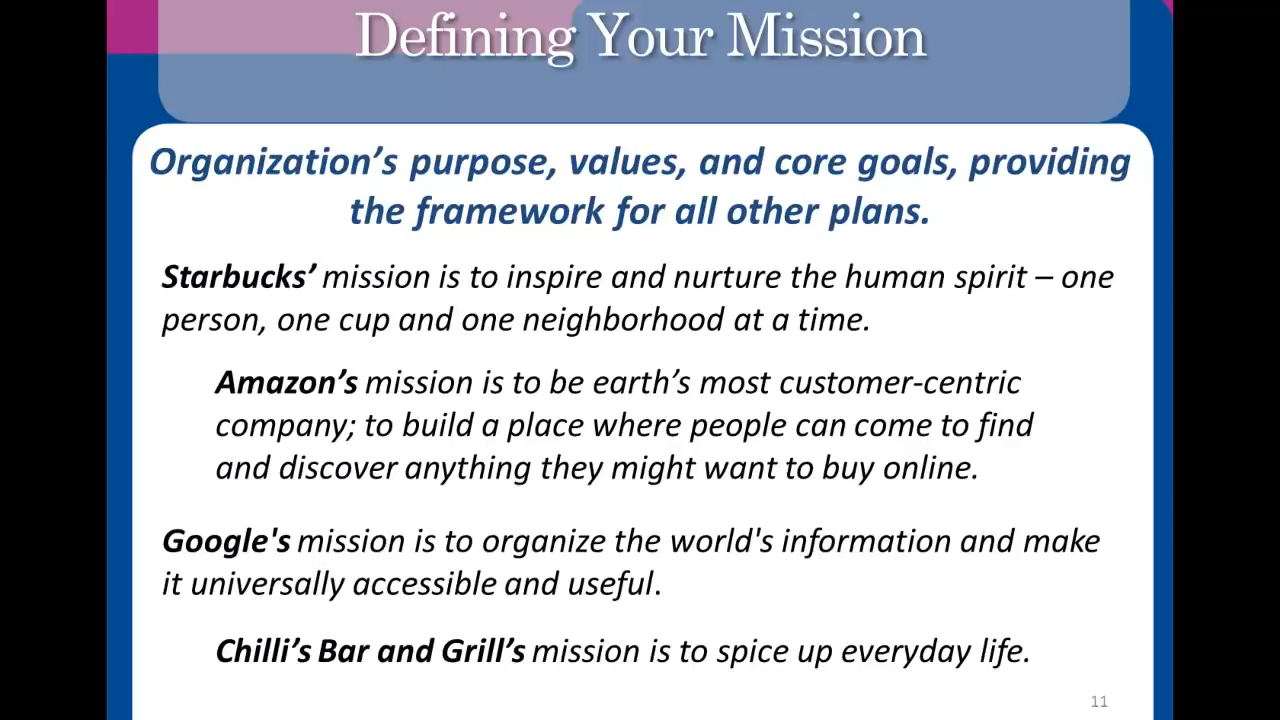 Defining Your Mission
Organization’s purpose, values, and core goals, providing
the framework for all other plans.
Starbucks’ mission is to inspire and nurture the human spirit – one
person, one cup and one neighborhood at a time.
Amazon’s mission is to be earth’s most customer-centric
company; to build a place where people can come to find
and discover anything they might want to buy online.
Google's mission is to organize the world's information and make
it universally accessible and useful.
Chilli’s Bar and Grill’s mission is to spice up everyday life.
11